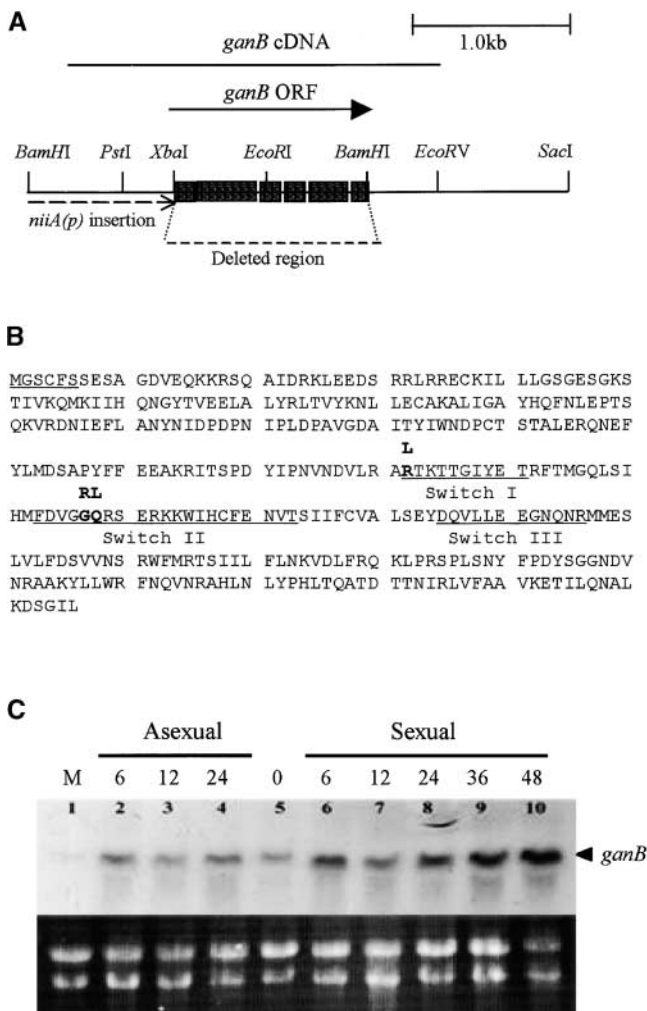 A
ganB cDNA
1.0kb
ganB ORF
BamHI PstI XbaI EcoRI BamHI EcoRV SacI
niiA(p) insertion
Deleted region
B
MGSCFSSESA GDVEQKKRSQ AIDRKLEEDS RRLRRECKIL LLGSGESGKS
TIVKQMKIIH QNGYTVEELA LYRLTVYKNL LECAKALIGA YHQFNLEPTS
QKVRDNIEFL ANYNIDPDPN IPLDPAVGDA ITYIWNDPCT STALERQNEF
L
YLMDSAPYFF EEAKRITSPD YIPNVNDVLR ARTKTTGIYE TRFTMGQLSI
Switch I
RL
HMFDVGGQRS ERKKWIHCFE NVTSIIFCVA LSEYDQVLLE EGNQNRMMES
Switch II Switch III
LVLFDSVVNS RWFMRTSIIL FLNKVDLFRQ KLPRSPLSNY FPDYSGGNDV
NRAAKYLLWR FNQVNRAHLN LYPHLTQATD TTNIRLVFAA VKETILQNAL
KDSGIL
C
Asexual Sexual
M 6 12 24 0 6 12 24 36 48
1 2 3 4 5 6 7 8 9 10
ganB